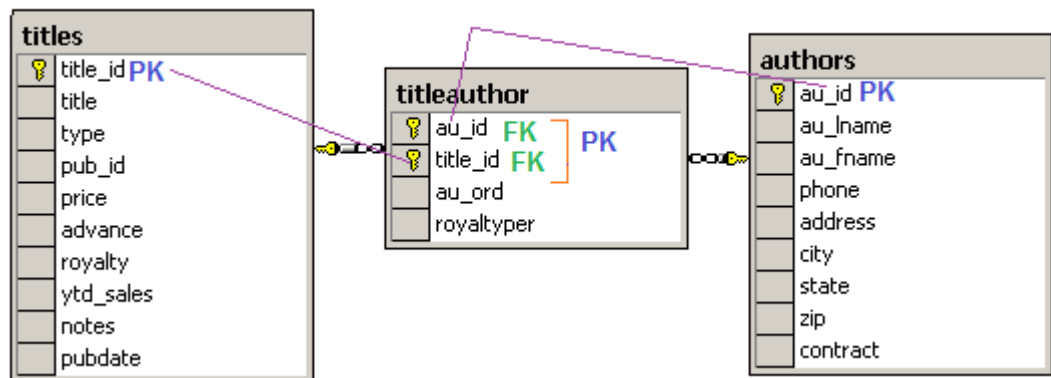 titles
title_id PK
title
type
pub_id
price
advance
royalty
ytd_sales
notes
pubdate
titleauthor
au_id FK
title_id FK
PK
au_ord
royaltyper
authors
au_id PK
au_lname
au_fname
phone
address
city
state
zip
contract